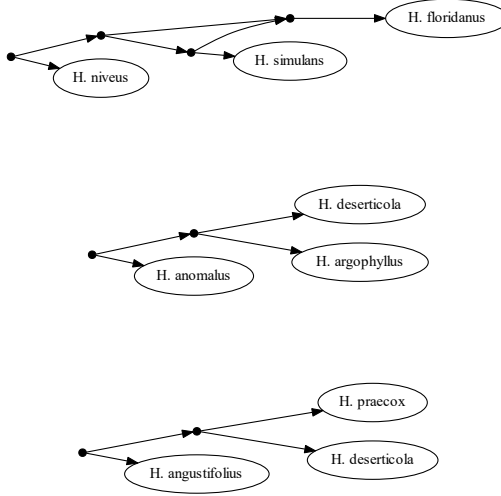 H. floridanus
H. simulans
H. niveus
H. deserticola
H. argophyllus
H. anomalus
H. praecox
H. deserticola
H. angustifolius